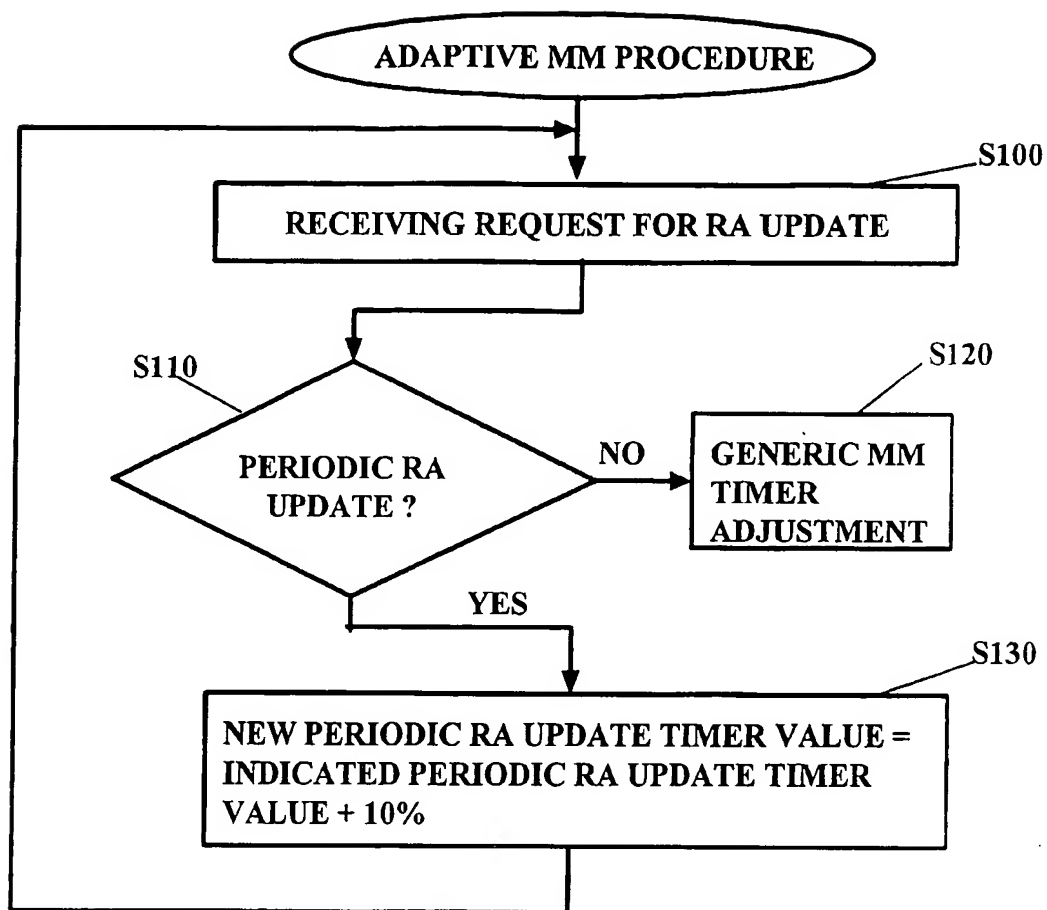 ADAPTIVE MM PROCEDURE
S100
RECEIVING REQUEST FOR RA UPDATE
S110
PERIODIC RA
UPDATE ?
NO
S120
GENERIC MM
TIMER
ADJUSTMENT
YES
S130
NEW PERIODIC RA UPDATE TIMER VALUE =
INDICATED PERIODIC RA UPDATE TIMER
VALUE + 10%